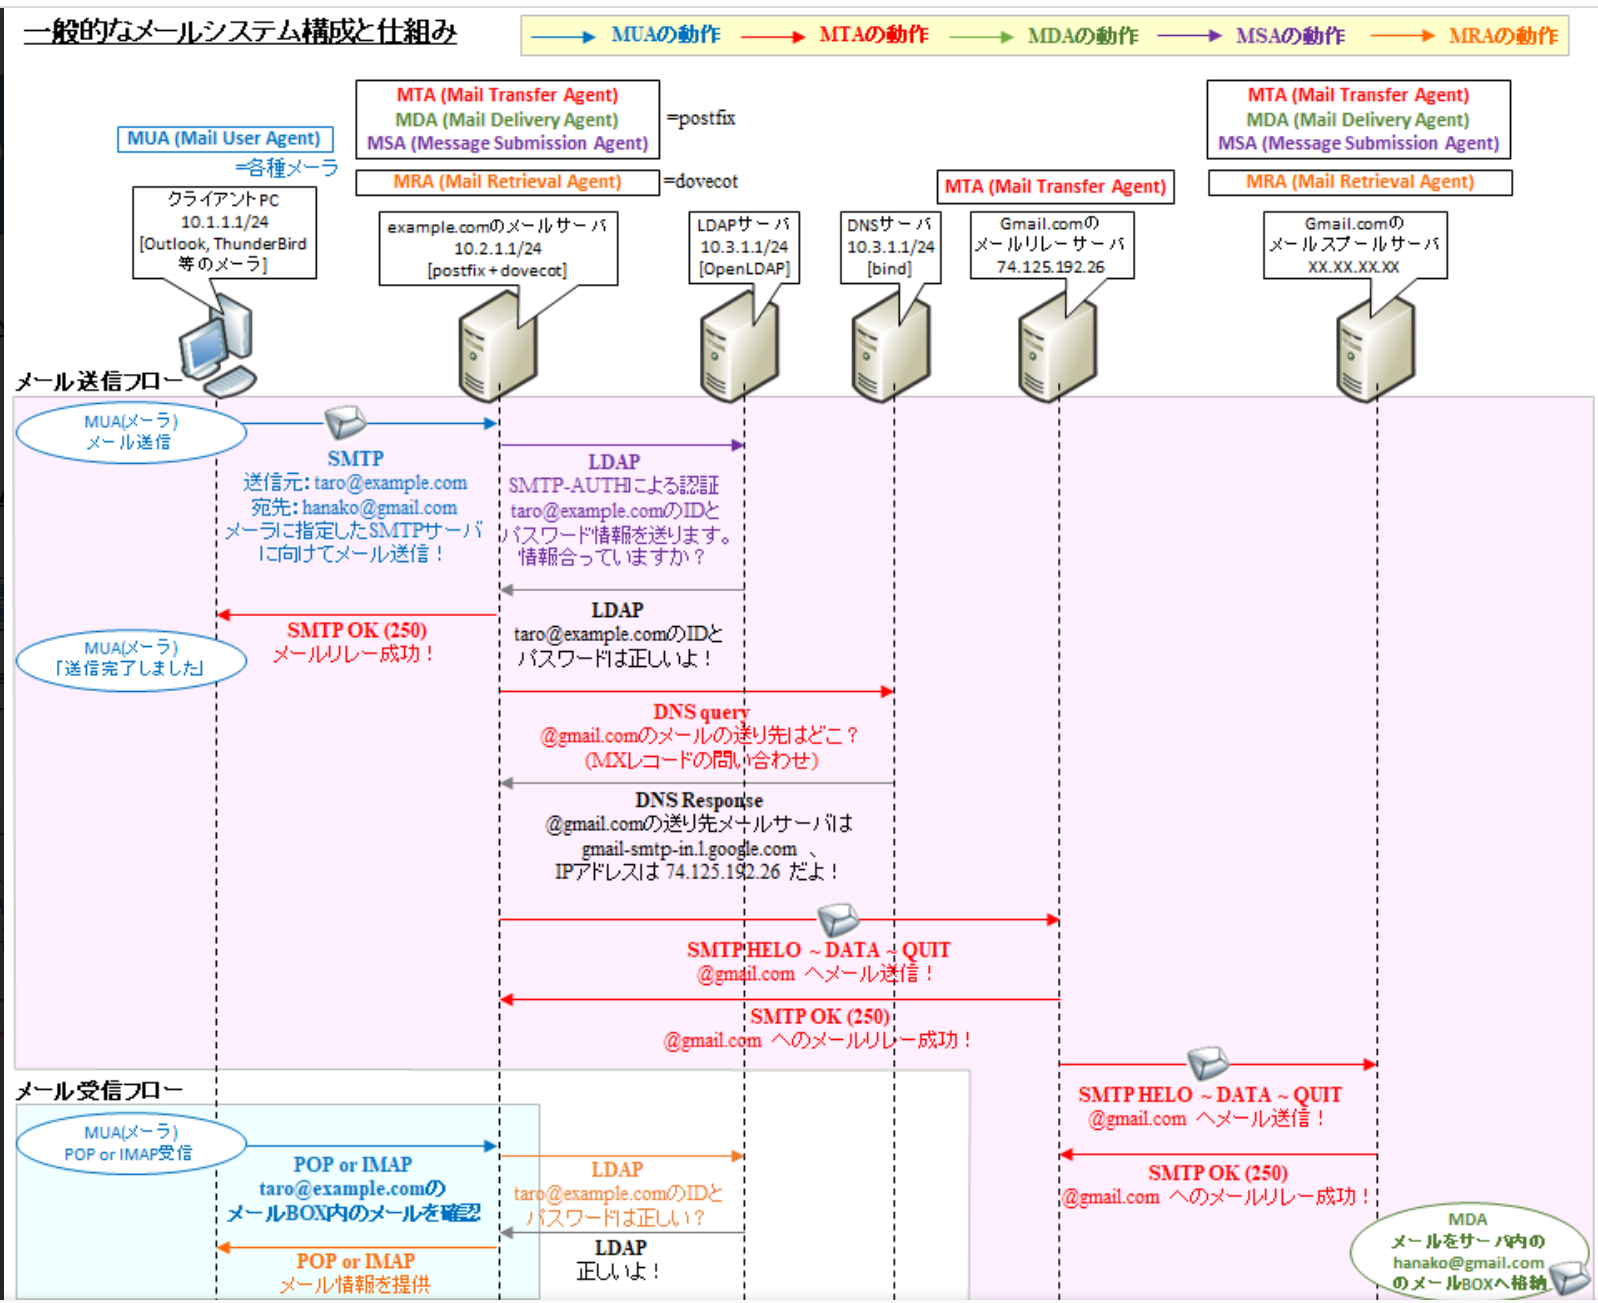 一般的なメールシステム構成と仕組み
MUAの動作
MTAの動作
MDAの動作
MSAの動作
MRAの動作
MUA (Mail User Agent)
=各種メーラ
MTA (Mail Transfer Agent)
MDA (Mail Delivery Agent)
MSA (Message Submission Agent)
=postfix
MRA (Mail Retrieval Agent)
=dovecot
MTA (Mail Transfer Agent)
MTA (Mail Transfer Agent)
MDA (Mail Delivery Agent)
MSA (Message Submission Agent)
MRA (Mail Retrieval Agent)
クライアントPC
10.1.1.1/24
[Outlook, ThunderBird
等のメーラ]
example.comのメールサーバ
10.2.1.1/24
[postfix+dovecot]
LDAPサーバ
10.3.1.1/24
[OpenLDAP]
DNSサーバ
10.3.1.1/24
[bind]
Gmail.comの
メールリレーサーバ
74.125.192.26
Gmail.comの
メールスプールサーバ
XX.XX.XX.XX
メール送信フロー
MUA(メーラ)
メール送信
SMTP
送信元: taro@example.com
宛先: hanako@gmail.com
メーラに指定したSMTPサーバ
に向けてメール送信！
LDAP
SMTP-AUTHによる認証
taro@example.comのIDと
パスワード情報を送ります。
情報合っていますか？
LDAP
taro@example.comのIDと
パスワードは正しいよ！
SMTP OK (250)
メールリレー成功！
MUA(メーラ)
「送信完了しました」
DNS query
@gmail.comのメールの送り先はどこ？
(MXレコードの問い合わせ)
DNS Response
@gmail.comの送り先メールサーバは
gmail-smtp-in.l.google.com 、
IPアドレスは 74.125.192.26 だよ！
SMTP HELO ~ DATA ~ QUIT
@gmail.com へメール送信！
SMTP OK (250)
@gmail.com へのメールリレー成功！
SMTP HELO ~ DATA ~ QUIT
@gmail.com へメール送信！
SMTP OK (250)
@gmail.com へのメールリレー成功！
MDA
メールをサーバ内の
hanako@gmail.com
のメールBOXへ格納
メール受信フロー
MUA(メーラ)
POP or IMAP受信
POP or IMAP
taro@example.comの
メールBOX内のメールを確認
LDAP
taro@example.comのIDと
パスワードは正しい？
LDAP
正しいよ！
POP or IMAP
メール情報を提供